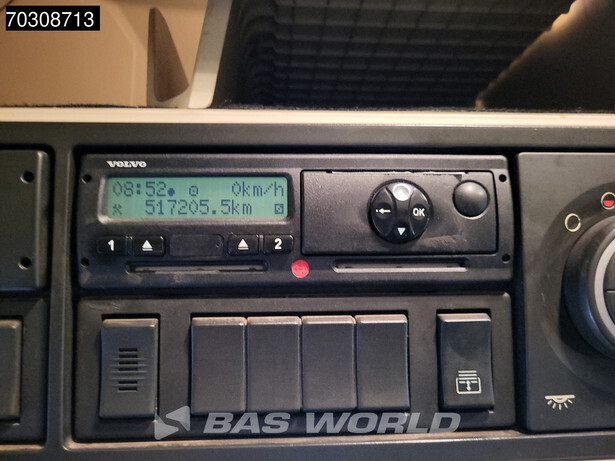 70308713
VOLVO
08:52 0km/h
517205.5km
1 2
OK
BAS WORLD